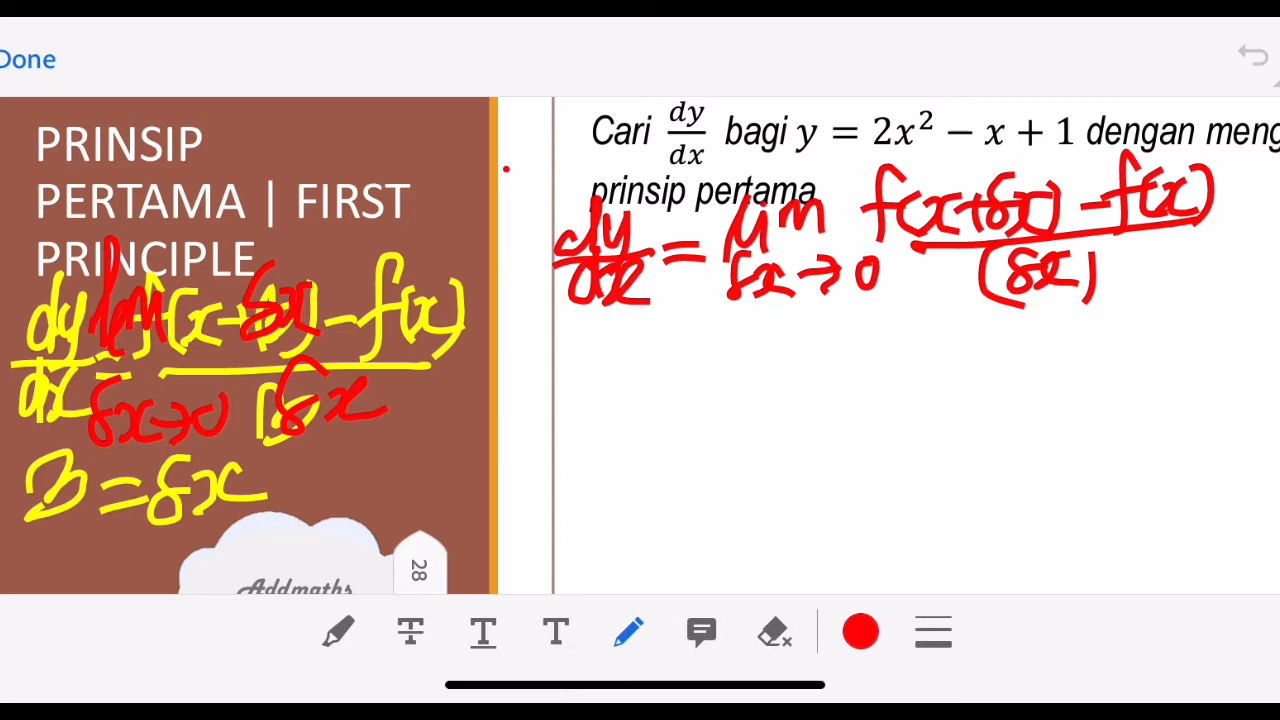 Done
PRINSIP
PERTAMA | FIRST
PRINCIPLE
dy/dx = lim δx→0 f(x+δx) - f(x) / δx
B = δx
28
Addmaths
Cari dy/dx bagi y = 2x² − x + 1 dengan meng
prinsip pertama.
dy/dx = lim δx→0 f(x+δx) - f(x) / (δx)
T
T
T